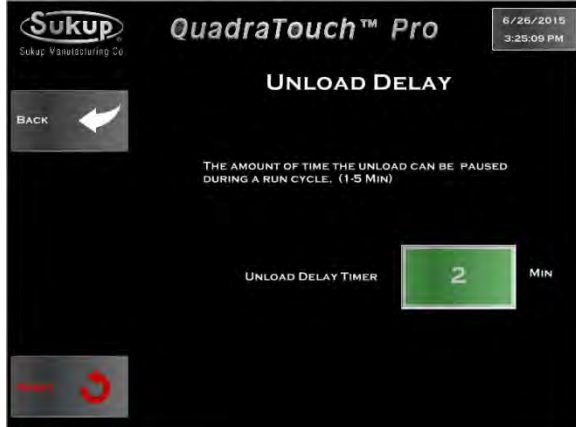 Sukup
Sukup Manufacturing Co.
QuadraTouch™ Pro
6/26/2015
3:25:09 PM
UNLOAD DELAY
BACK
THE AMOUNT OF TIME THE UNLOAD CAN BE PAUSED
DURING A RUN CYCLE. (1-5 MIN)
UNLOAD DELAY TIMER
2
MIN
RESET